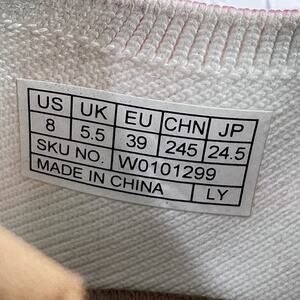 US UK EU CHN JP
8 5.5 39 245 24.5
SKU NO. W0101299
MADE IN CHINA LY